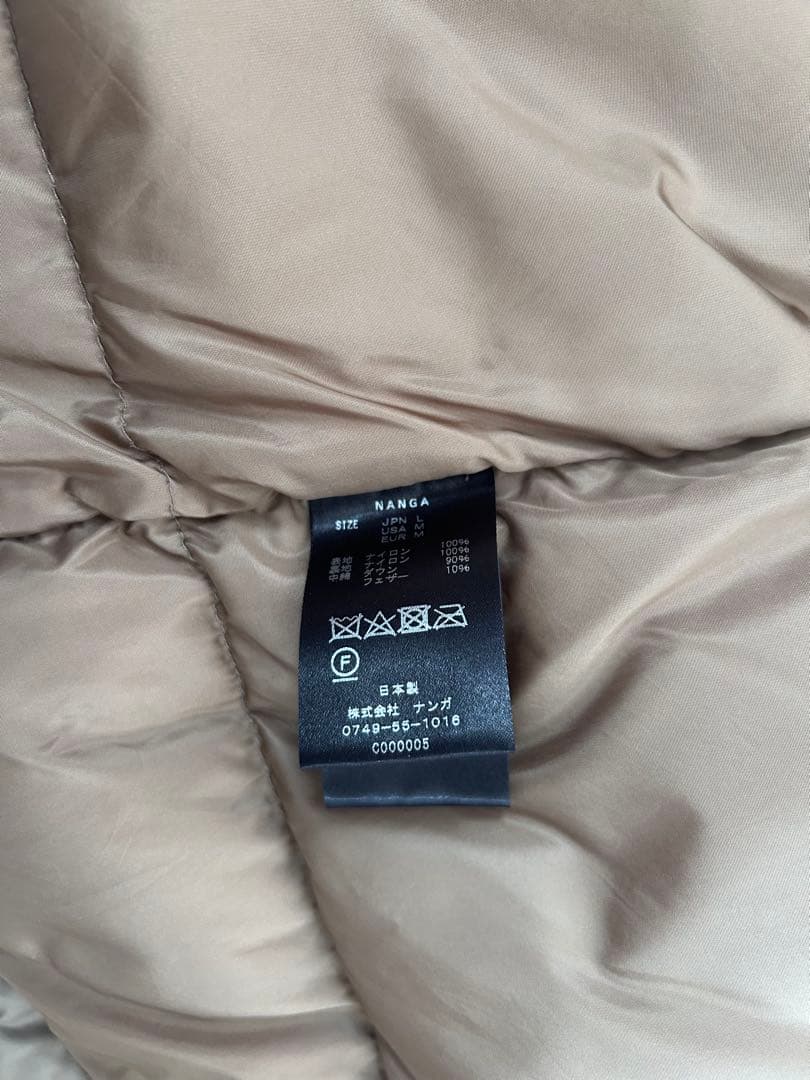 NANGA
SIZE JPN L
USA M
EUR M
表地 ナイロン 100%
裏地 ナイロン 100%
中綿 ダウン 90%
フェザー 10%
F
日本製
株式会社 ナンガ
0749-55-1016
C000005